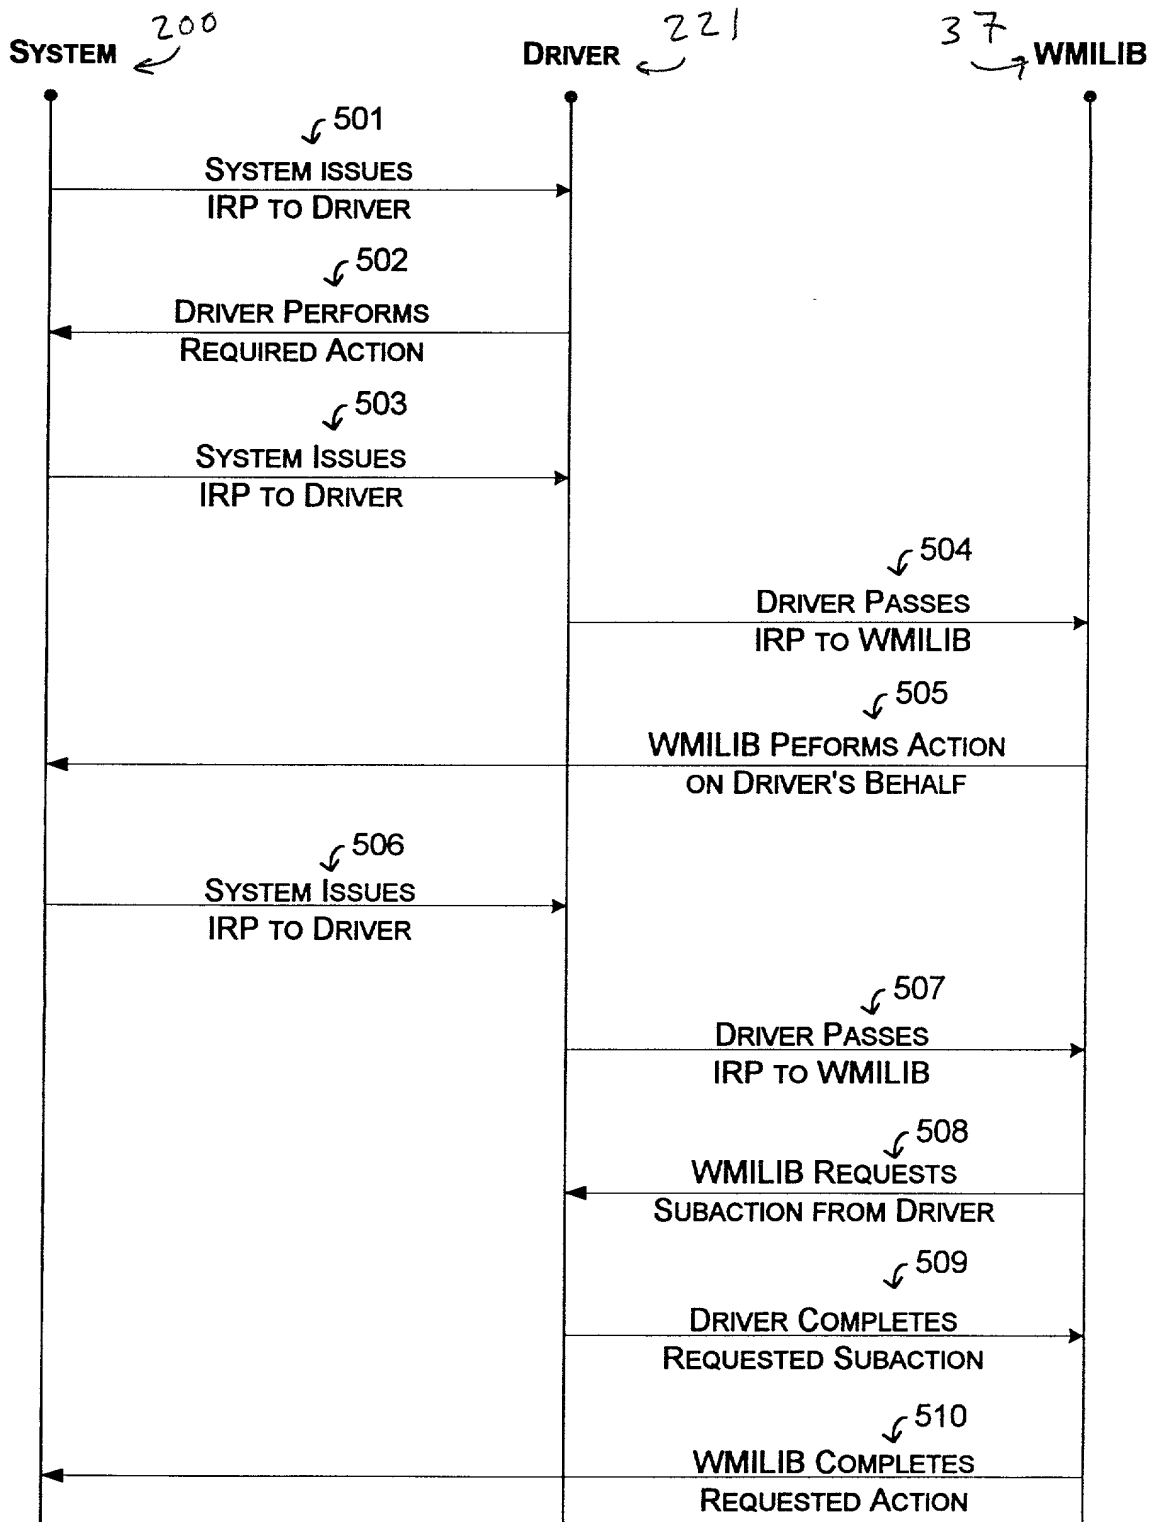 200 221 37
SYSTEM DRIVER WMILIB
501
SYSTEM ISSUES
IRP TO DRIVER
502
DRIVER PERFORMS
REQUIRED ACTION
503
SYSTEM ISSUES
IRP TO DRIVER
504
DRIVER PASSES
IRP TO WMILIB
505
WMILIB PEFORMS ACTION
ON DRIVER'S BEHALF
506
SYSTEM ISSUES
IRP TO DRIVER
507
DRIVER PASSES
IRP TO WMILIB
508
WMILIB REQUESTS
SUBACTION FROM DRIVER
509
DRIVER COMPLETES
REQUESTED SUBACTION
510
WMILIB COMPLETES
REQUESTED ACTION